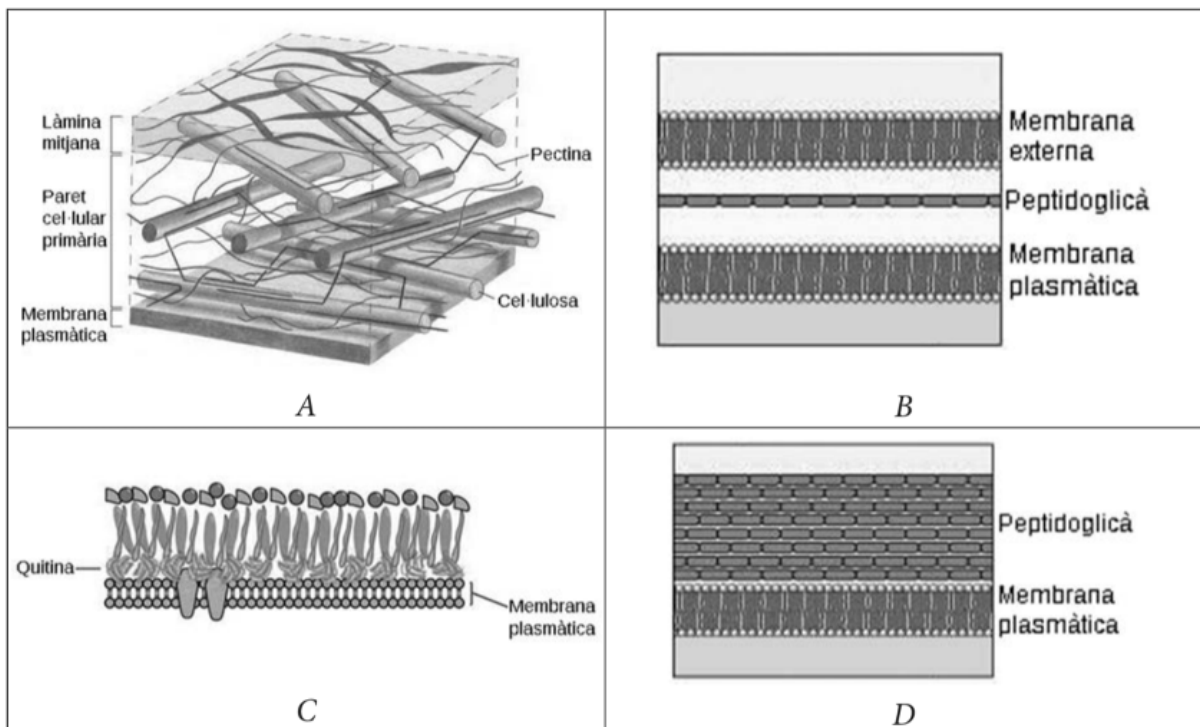 Làmina
mitjana
Paret
cel·lular
primària
Membrana
plasmàtica
Pectina
Cel·lulosa
A
Membrana
externa
Peptidoglicà
Membrana
plasmàtica
B
Quitina
Membrana
plasmàtica
C
Peptidoglicà
Membrana
plasmàtica
D